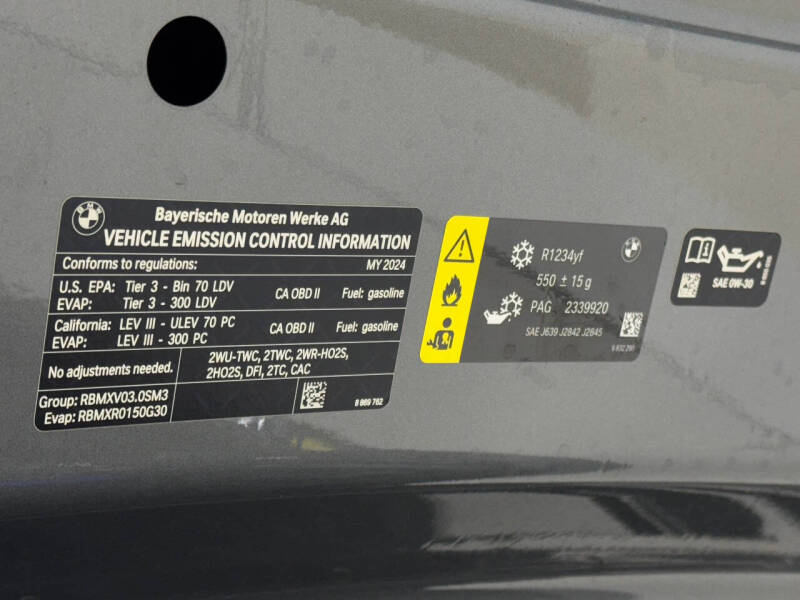 BMW
Bayerische Motoren Werke AG
VEHICLE EMISSION CONTROL INFORMATION
Conforms to regulations: MY 2024
U.S. EPA: Tier 3 - Bin 70 LDV
EVAP: Tier 3 - 300 LDV
CA OBD II Fuel: gasoline
California: LEV III - ULEV 70 PC
EVAP: LEV III - 300 PC
CA OBD II Fuel: gasoline
No adjustments needed.
2WU-TWC, 2TWC, 2WR-HO2S,
2HO2S, DFI, 2TC, CAC
Group: RBMXV03.0SM3
Evap: RBMXR0150G30
8 869 762
R1234yf
550 ± 15 g
PAG 2339920
SAE J639 J2842 J2845
SAE 0W-30